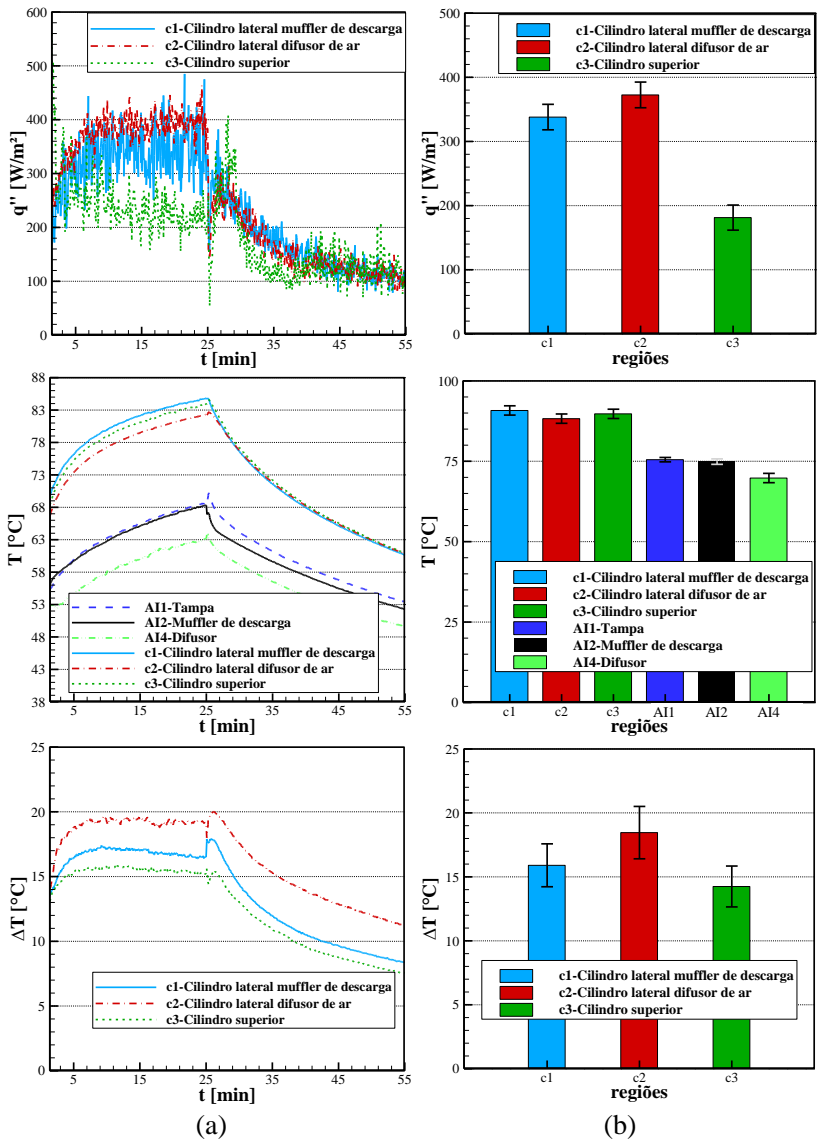 600
500
400
300
200
100
0
q'' [W/m²]
c1-Cilindro lateral muffler de descarga
c2-Cilindro lateral difusor de ar
c3-Cilindro superior
5
15
25
35
45
55
t [min]
500
400
300
200
100
0
q'' [W/m²]
c1-Cilindro lateral muffler de descarga
c2-Cilindro lateral difusor de ar
c3-Cilindro superior
c1
c2
c3
regiões
88
83
78
73
68
63
58
53
48
43
38
T [°C]
AI1-Tampa
AI2-Muffler de descarga
AI4-Difusor
c1-Cilindro lateral muffler de descarga
c2-Cilindro lateral difusor de ar
c3-Cilindro superior
5
15
25
35
45
55
t [min]
100
75
50
25
0
T [°C]
c1-Cilindro lateral muffler de descarga
c2-Cilindro lateral difusor de ar
c3-Cilindro superior
AI1-Tampa
AI2-Muffler de descarga
AI4-Difusor
c1
c2
c3
AI1
AI2
AI4
regiões
25
20
15
10
5
0
ΔT [°C]
c1-Cilindro lateral muffler de descarga
c2-Cilindro lateral difusor de ar
c3-Cilindro superior
5
15
25
35
45
55
t [min]
25
20
15
10
5
0
ΔT [°C]
c1-Cilindro lateral muffler de descarga
c2-Cilindro lateral difusor de ar
c3-Cilindro superior
c1
c2
c3
regiões
(a)
(b)